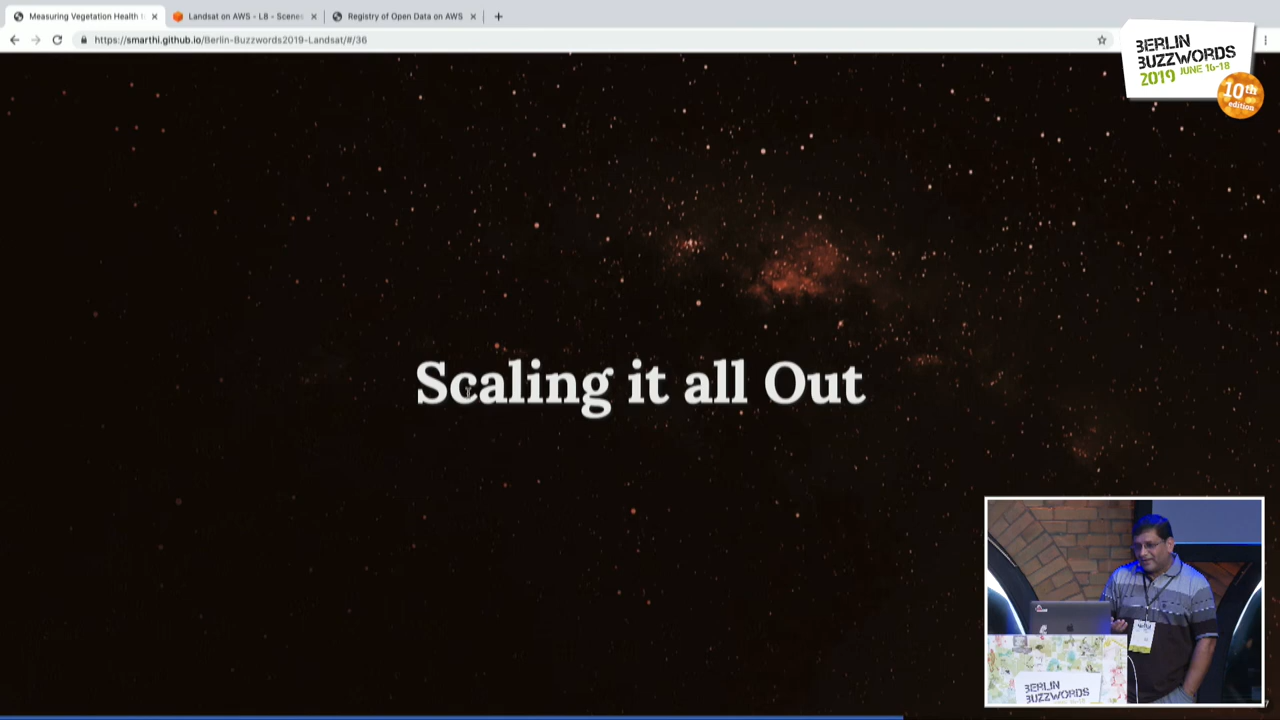 Measuring Vegetation Health t
Landsat on AWS - L8 - Scenes
Registry of Open Data on AWS
https://smarthi.github.io/Berlin-Buzzwords2019-Landsat/#/36
BERLIN
BUZZWORDS
2019 JUNE 16-18
10th
edition
Scaling it all Out
BERLIN
BUZZWORDS